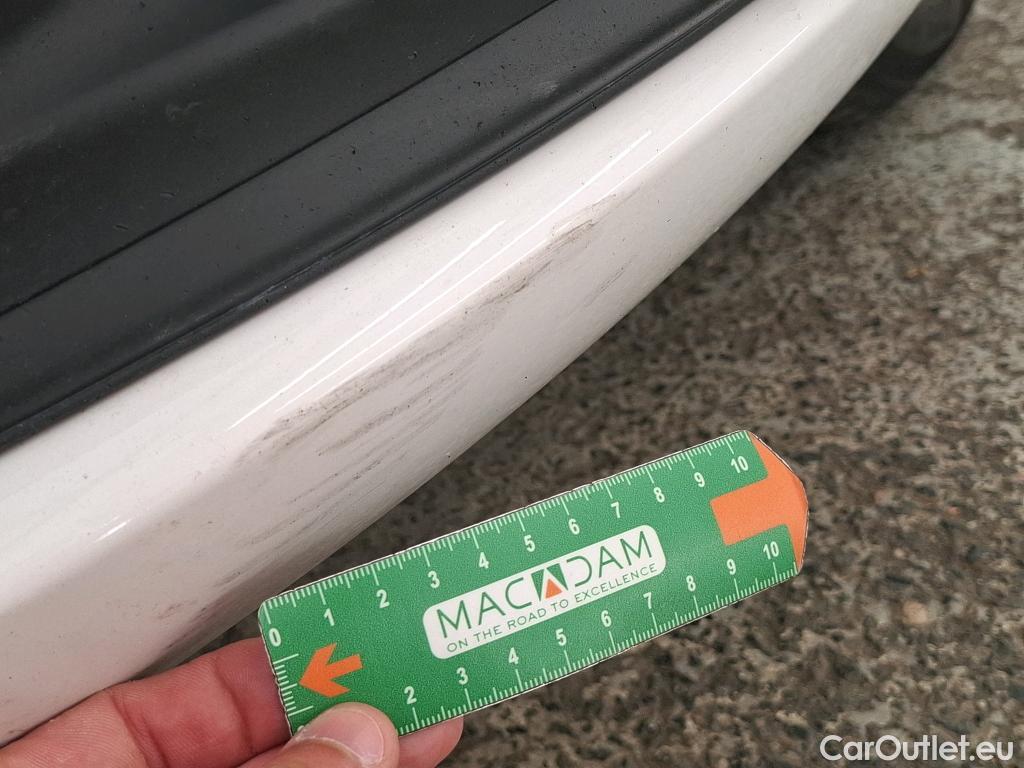 0 1 2 3 4 5 6 7 8 9 10
MACADAM
ON THE ROAD TO EXCELLENCE
2 3 4 5 6 7 8 9 10
CarOutlet.eu